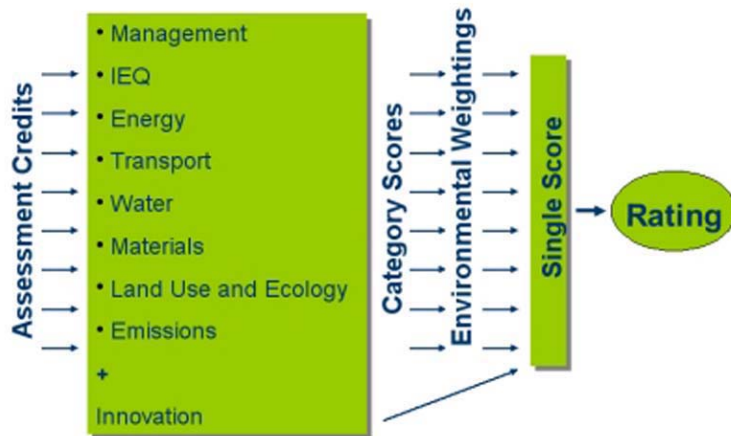 Assessment Credits
• Management
• IEQ
• Energy
• Transport
• Water
• Materials
• Land Use and Ecology
• Emissions
+
Innovation
Category Scores
Environmental Weightings
Single Score
Rating